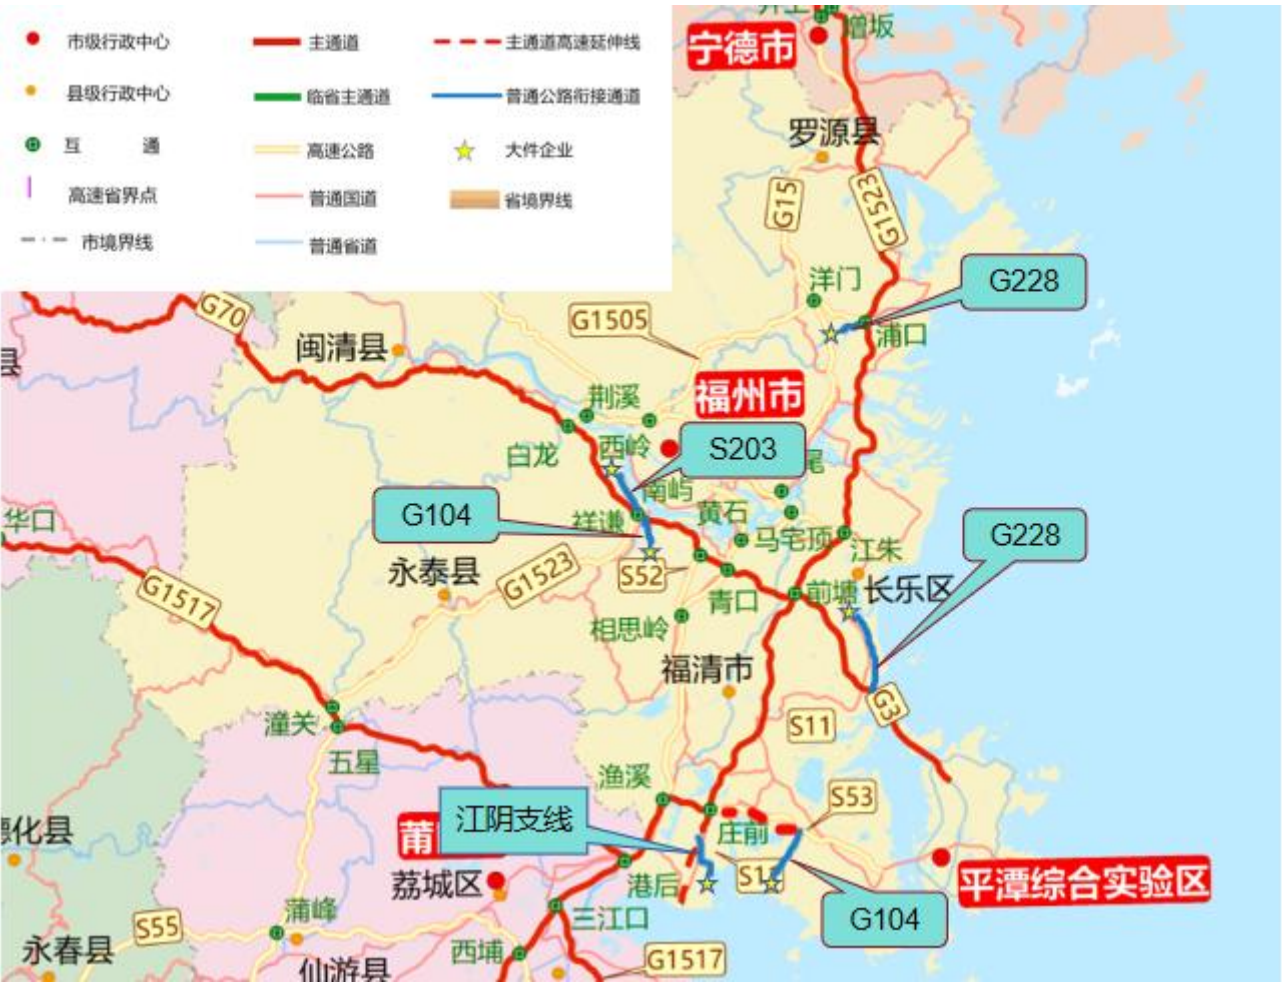 市级行政中心
主通道
主通道高速延伸线
县级行政中心
临省主通道
普通公路衔接通道
互 通
高速公路
大件企业
高速省界点
普通国道
省境界线
市境界线
普通省道
增坂
宁德市
罗源县
G15
G1523
洋门
G228
G70
G1505
浦口
闽清县
县
福州市
荆溪
西岭
S203
白龙
尾
南屿
G104
祥谦
黄石
马宅顶
G228
华口
江朱
永泰县
G1523
S52
前塘
长乐区
G1517
青口
相思岭
福清市
G3
潼关
S11
五星
渔溪
S53
江阴支线
庄前
德化县
莆
荔城区
港后
S1
平潭综合实验区
蒲峰
三江口
G104
S55
永春县
西埔
仙游县
G1517